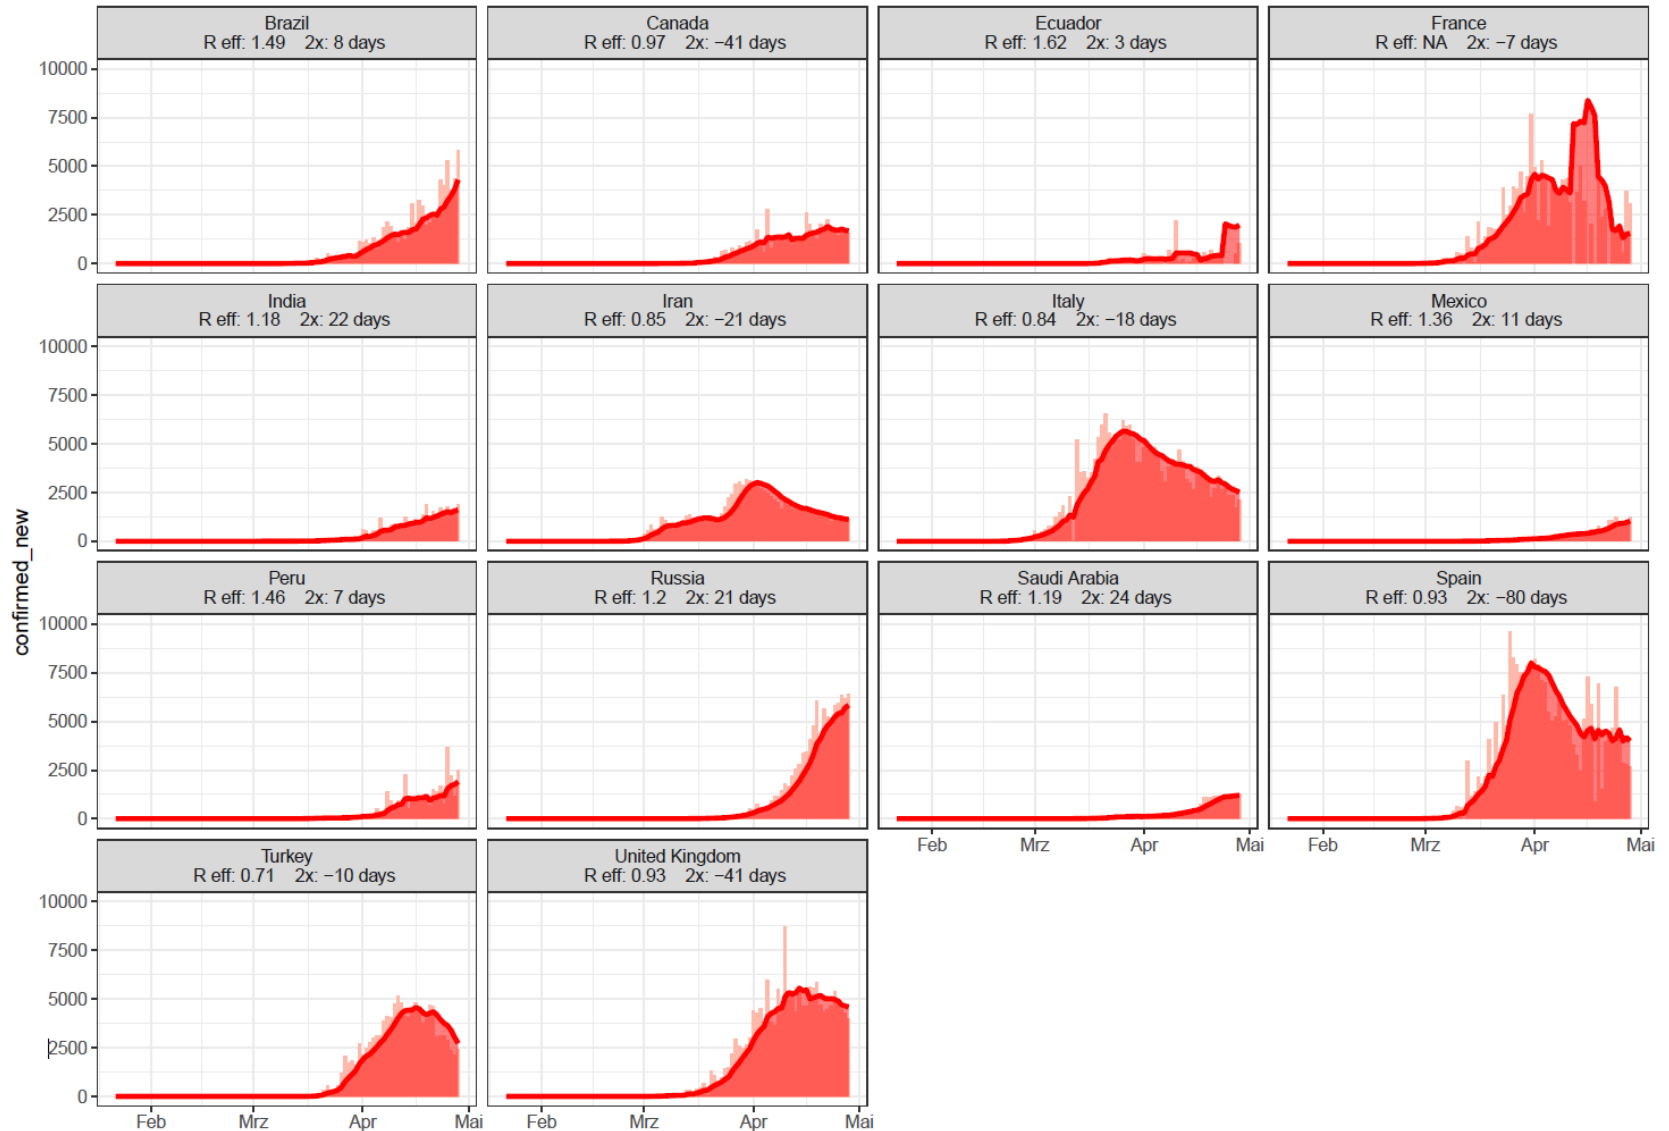 Brazil
R eff: 1.49 2x: 8 days
Canada
R eff: 0.97 2x: −41 days
Ecuador
R eff: 1.62 2x: 3 days
France
R eff: NA 2x: −7 days
10000
7500
5000
2500
0
India
R eff: 1.18 2x: 22 days
Iran
R eff: 0.85 2x: −21 days
Italy
R eff: 0.84 2x: −18 days
Mexico
R eff: 1.36 2x: 11 days
10000
7500
5000
2500
0
confirmed_new
Peru
R eff: 1.46 2x: 7 days
Russia
R eff: 1.2 2x: 21 days
Saudi Arabia
R eff: 1.19 2x: 24 days
Spain
R eff: 0.93 2x: −80 days
10000
7500
5000
2500
0
Feb Mrz Apr Mai
Feb Mrz Apr Mai
Turkey
R eff: 0.71 2x: −10 days
United Kingdom
R eff: 0.93 2x: −41 days
10000
7500
5000
2500
0
Feb Mrz Apr Mai
Feb Mrz Apr Mai